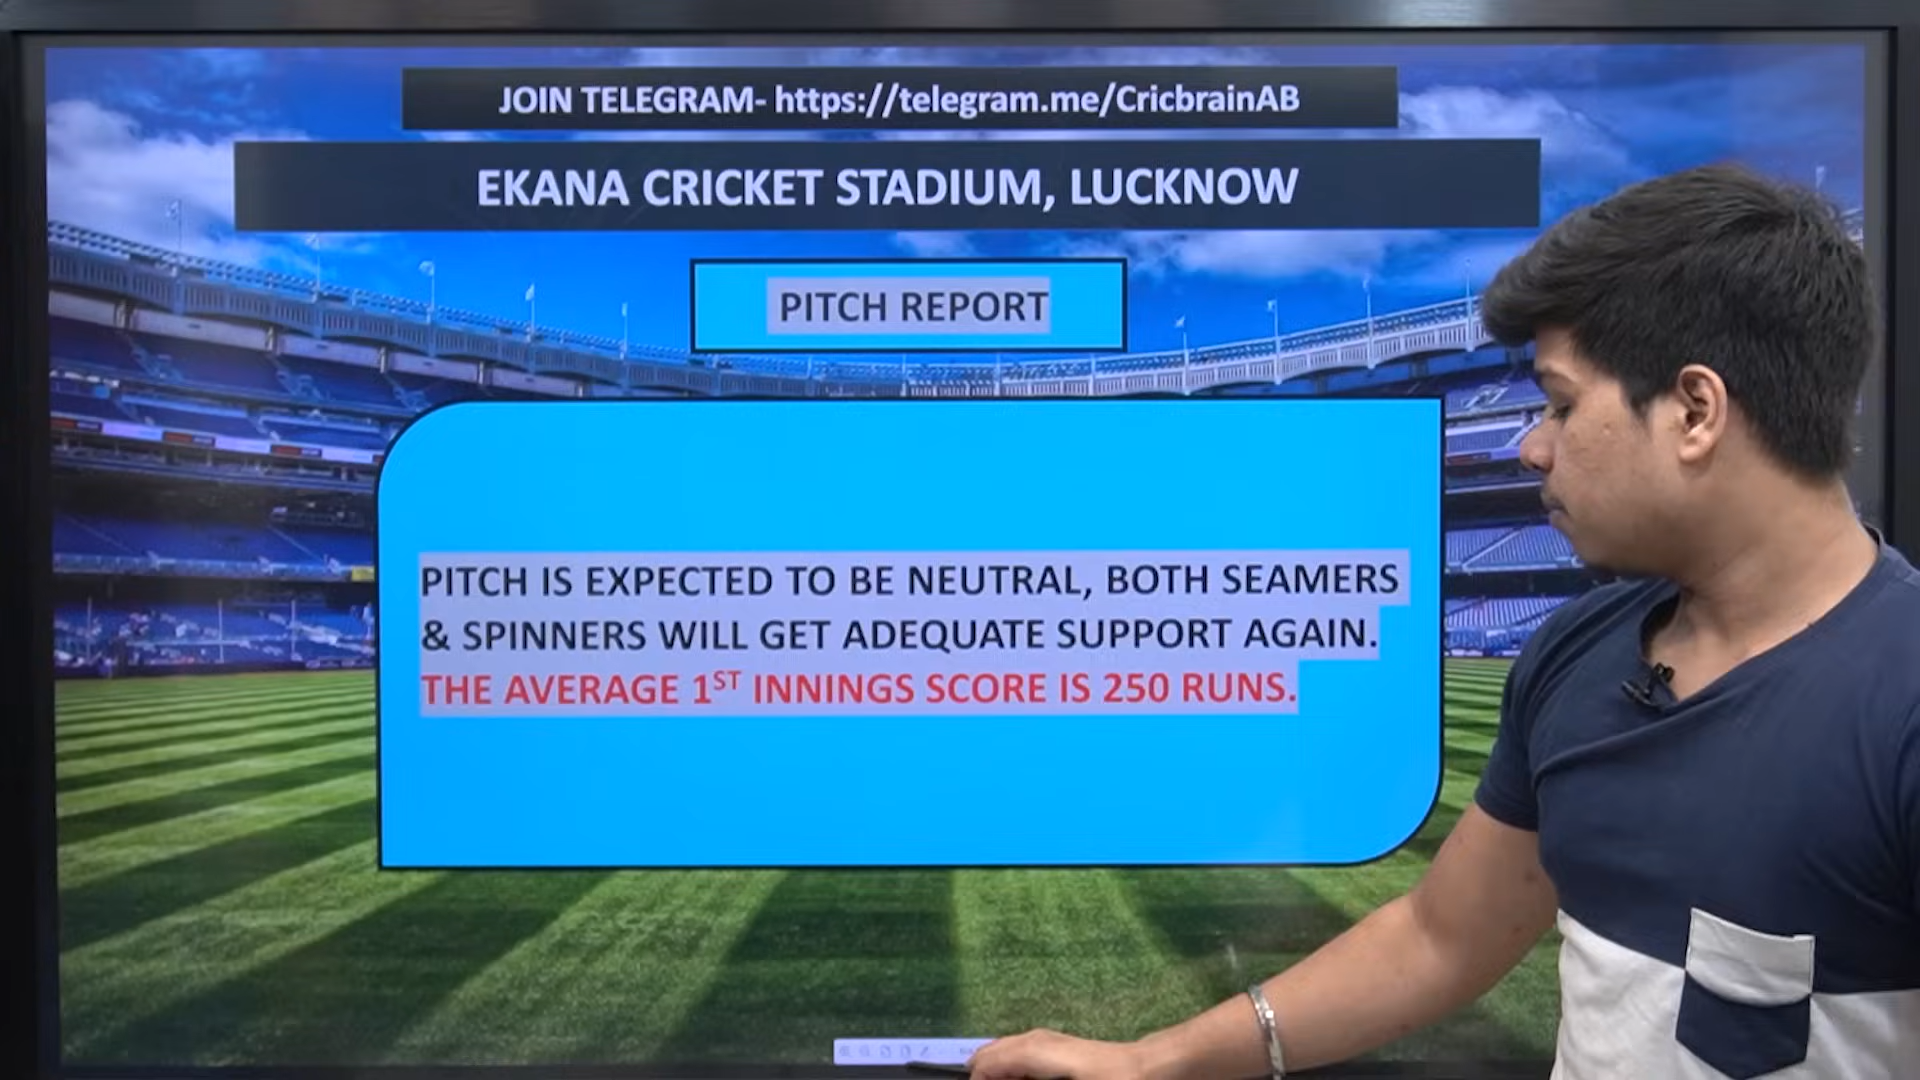 JOIN TELEGRAM- https://telegram.me/CricbrainAB
EKANA CRICKET STADIUM, LUCKNOW
PITCH REPORT
PITCH IS EXPECTED TO BE NEUTRAL, BOTH SEAMERS
& SPINNERS WILL GET ADEQUATE SUPPORT AGAIN.
THE AVERAGE 1ST INNINGS SCORE IS 250 RUNS.